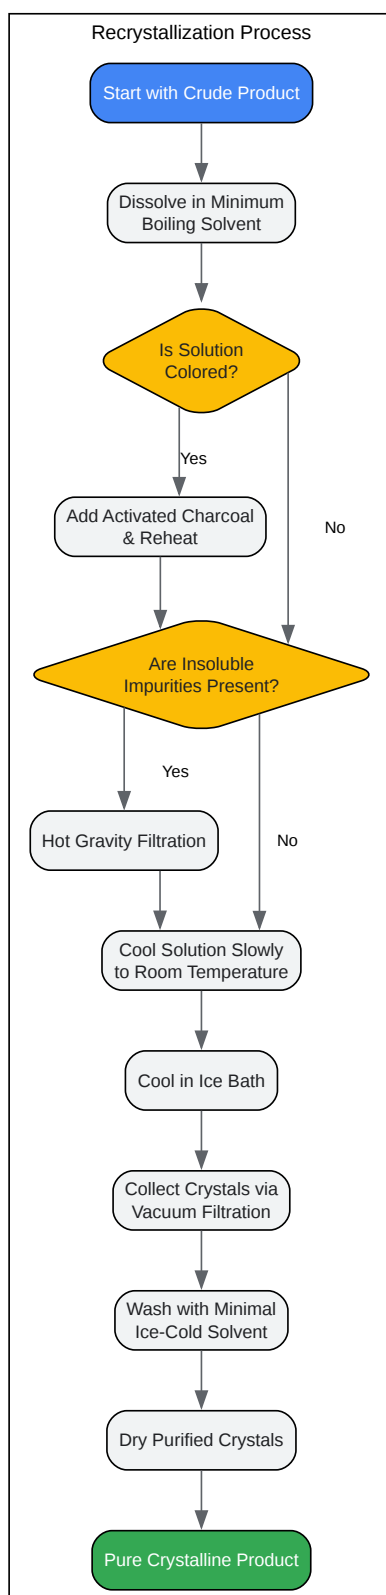 Recrystallization Process
Start with Crude Product
Dissolve in Minimum
Boiling Solvent
Is Solution
Colored?
Yes
Add Activated Charcoal
& Reheat
No
Are Insoluble
Impurities Present?
Yes
Hot Gravity Filtration
No
Cool Solution Slowly
to Room Temperature
Cool in Ice Bath
Collect Crystals via
Vacuum Filtration
Wash with Minimal
Ice-Cold Solvent
Dry Purified Crystals
Pure Crystalline Product